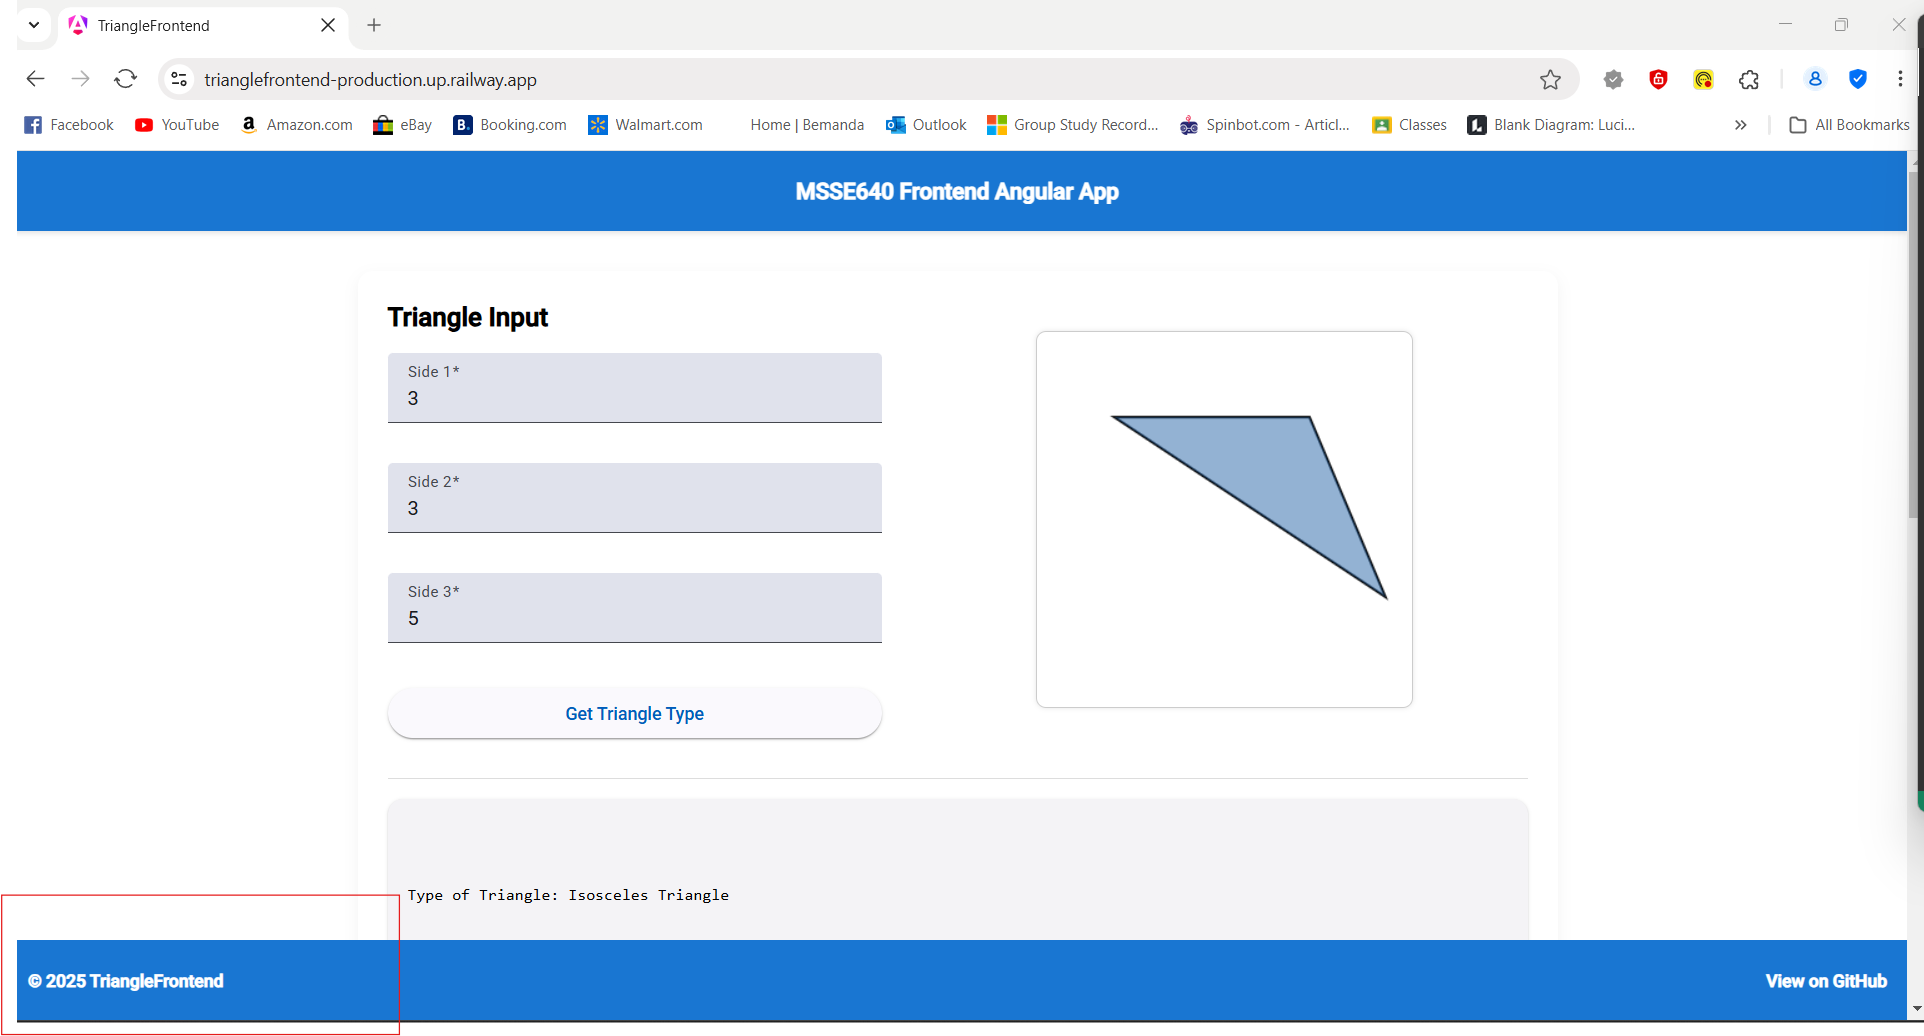 TriangleFrontend
trianglefrontend-production.up.railway.app
Facebook YouTube Amazon.com eBay Booking.com Walmart.com Home | Bemanda Outlook Group Study Record... Spinbot.com - Articl... Classes Blank Diagram: Luci... All Bookmarks
MSSE640 Frontend Angular App
Triangle Input
Side 1*
3
Side 2*
3
Side 3*
5
Get Triangle Type
Type of Triangle: Isosceles Triangle
© 2025 TriangleFrontend View on GitHub